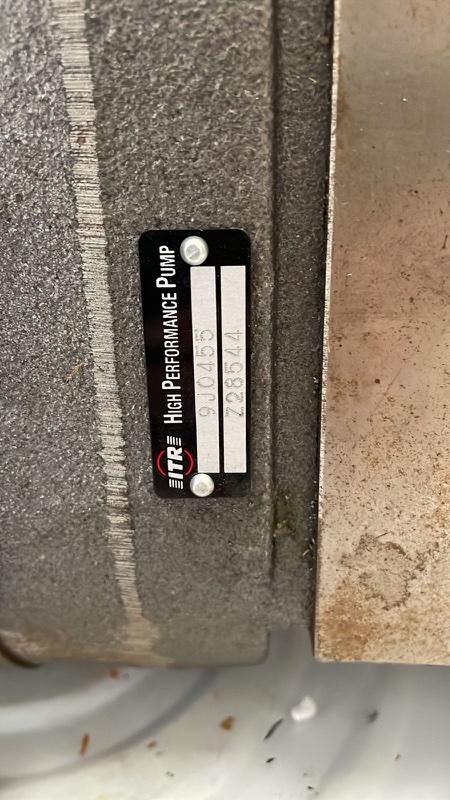 ITR HIGH PERFORMANCE PUMP
9J0455
Z28544